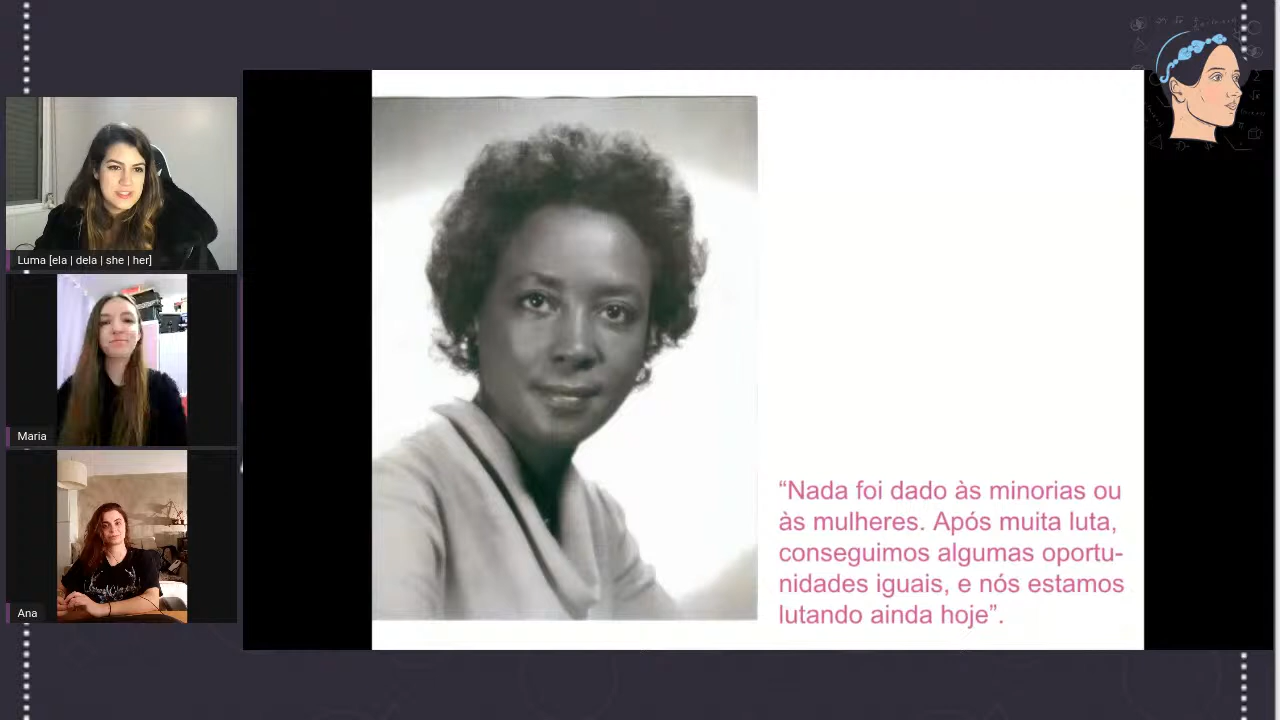 Luma [ela | dela | she | her]
Maria
Ana
“Nada foi dado às minorias ou
às mulheres. Após muita luta,
conseguimos algumas oportu-
nidades iguais, e nós estamos
lutando ainda hoje”.